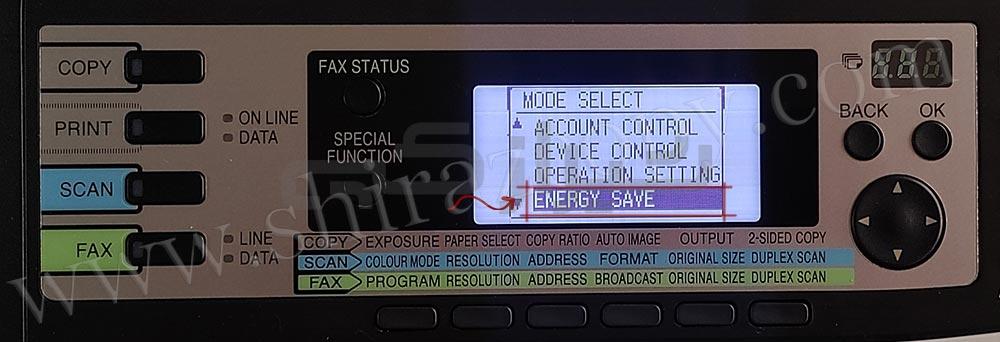 COPY
PRINT
ON LINE
DATA
SCAN
FAX
LINE
DATA
FAX STATUS
SPECIAL
FUNCTION
MODE SELECT
ACCOUNT CONTROL
DEVICE CONTROL
OPERATION SETTING
ENERGY SAVE
BACK
OK
COPY EXPOSURE PAPER SELECT COPY RATIO AUTO IMAGE OUTPUT 2-SIDED COPY
SCAN COLOUR MODE RESOLUTION ADDRESS FORMAT ORIGINAL SIZE DUPLEX SCAN
FAX PROGRAM RESOLUTION ADDRESS BROADCAST ORIGINAL SIZE DUPLEX SCAN